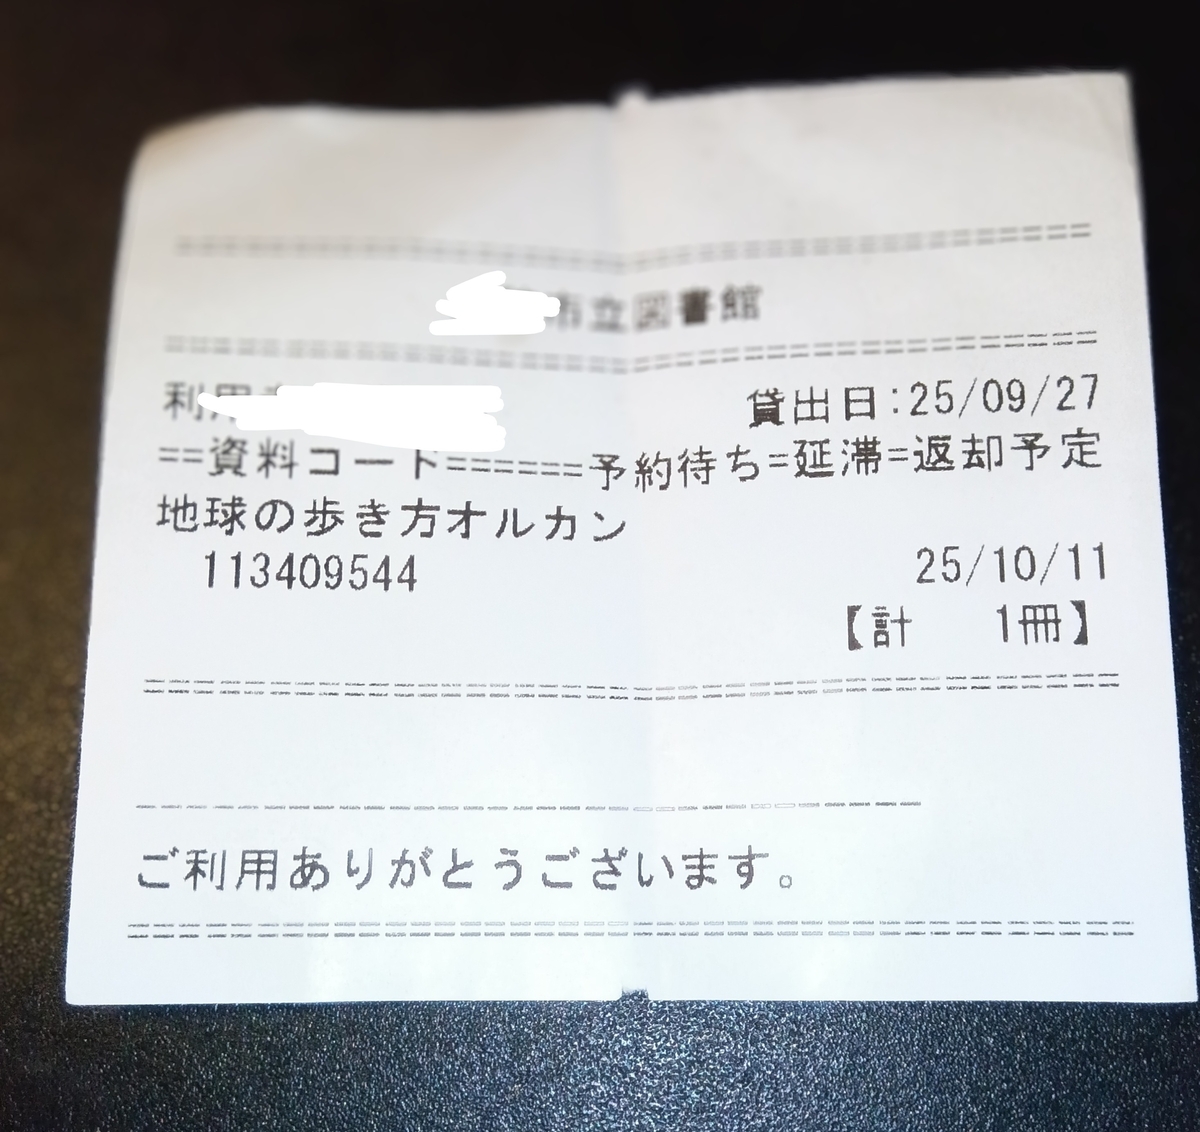 市立図書館
利用
貸出日:25/09/27
==資料コード======予約待ち=延滞=返却予定
地球の歩き方オルカン
113409544 25/10/11
【計 1冊】
ご利用ありがとうございます。